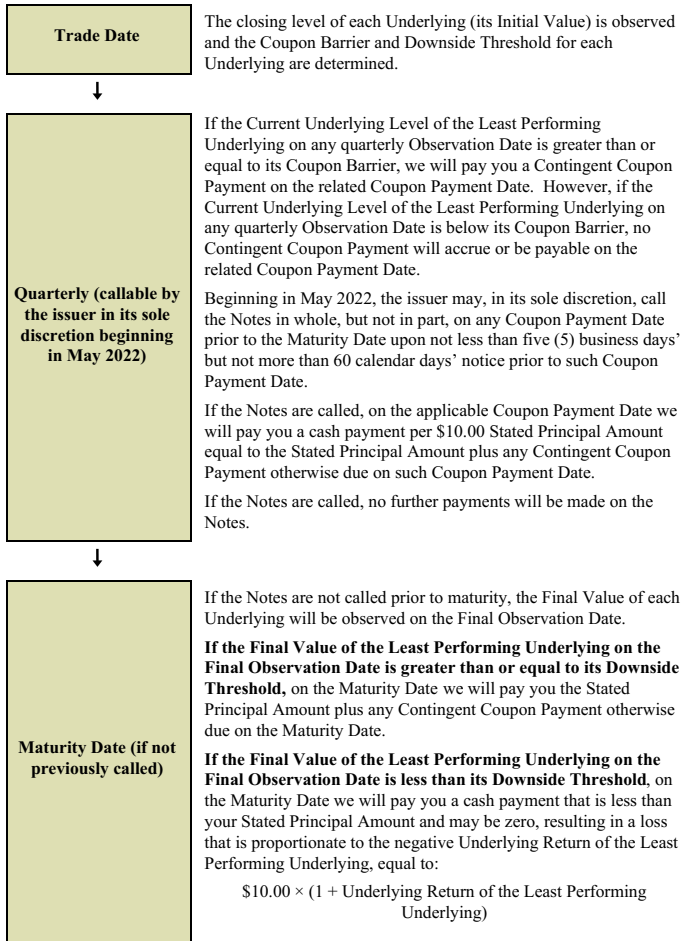 Trade Date
The closing level of each Underlying (its Initial Value) is observed
and the Coupon Barrier and Downside Threshold for each
Underlying are determined.
Quarterly (callable by
the issuer in its sole
discretion beginning
in May 2022)
If the Current Underlying Level of the Least Performing
Underlying on any quarterly Observation Date is greater than or
equal to its Coupon Barrier, we will pay you a Contingent Coupon
Payment on the related Coupon Payment Date.  However, if the
Current Underlying Level of the Least Performing Underlying on
any quarterly Observation Date is below its Coupon Barrier, no
Contingent Coupon Payment will accrue or be payable on the
related Coupon Payment Date.
Beginning in May 2022, the issuer may, in its sole discretion, call
the Notes in whole, but not in part, on any Coupon Payment Date
prior to the Maturity Date upon not less than five (5) business days’
but not more than 60 calendar days’ notice prior to such Coupon
Payment Date.
If the Notes are called, on the applicable Coupon Payment Date we
will pay you a cash payment per $10.00 Stated Principal Amount
equal to the Stated Principal Amount plus any Contingent Coupon
Payment otherwise due on such Coupon Payment Date.
If the Notes are called, no further payments will be made on the
Notes.
Maturity Date (if not
previously called)
If the Notes are not called prior to maturity, the Final Value of each
Underlying will be observed on the Final Observation Date.
If the Final Value of the Least Performing Underlying on the
Final Observation Date is greater than or equal to its Downside
Threshold, on the Maturity Date we will pay you the Stated
Principal Amount plus any Contingent Coupon Payment otherwise
due on the Maturity Date.
If the Final Value of the Least Performing Underlying on the
Final Observation Date is less than its Downside Threshold, on
the Maturity Date we will pay you a cash payment that is less than
your Stated Principal Amount and may be zero, resulting in a loss
that is proportionate to the negative Underlying Return of the Least
Performing Underlying, equal to:
$10.00 × (1 + Underlying Return of the Least Performing
Underlying)